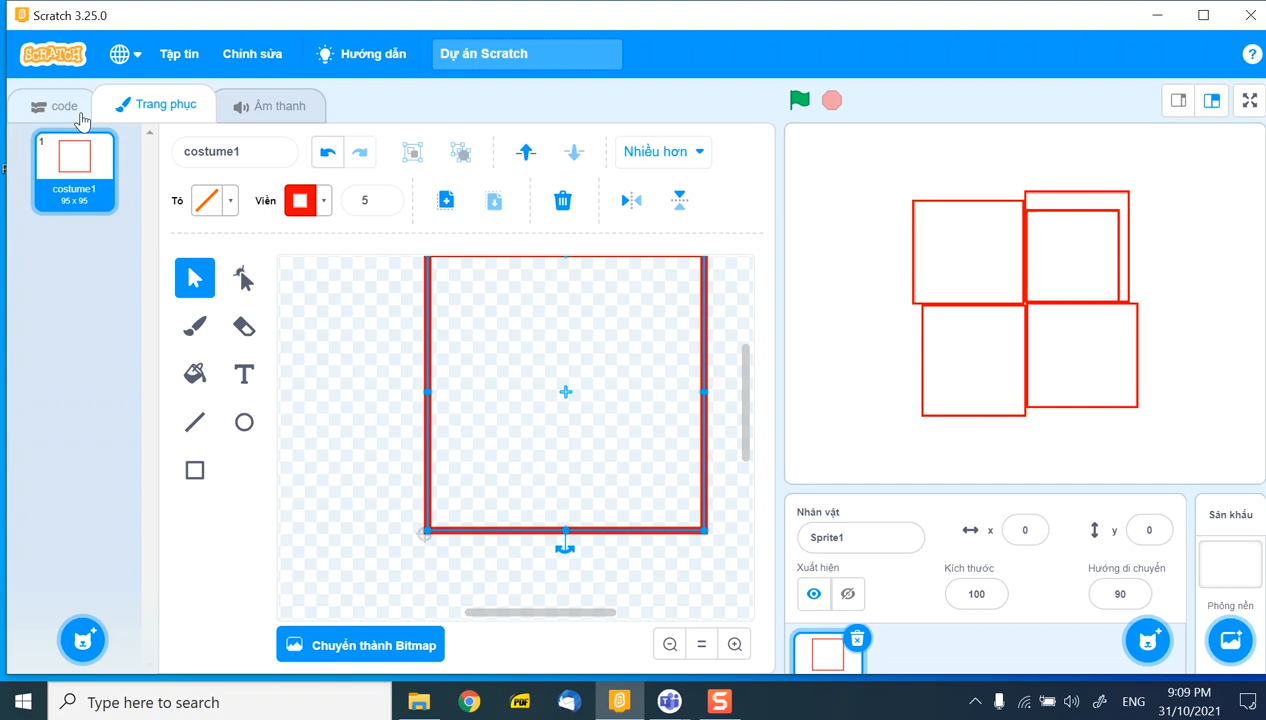 Scratch 3.25.0
SCRATCH
Tập tin
Chỉnh sửa
Hướng dẫn
Dự án Scratch
?
code
Trang phục
Âm thanh
1
costume1
95 x 95
costume1
Nhiều hơn
Tô
Viền
5
Chuyển thành Bitmap
Nhân vật
Sprite1
x
0
y
0
Xuất hiện
Kích thước
100
Hướng di chuyển
90
Sân khấu
Phông nền
Type here to search
PDF
S
ENG
9:09 PM
31/10/2021